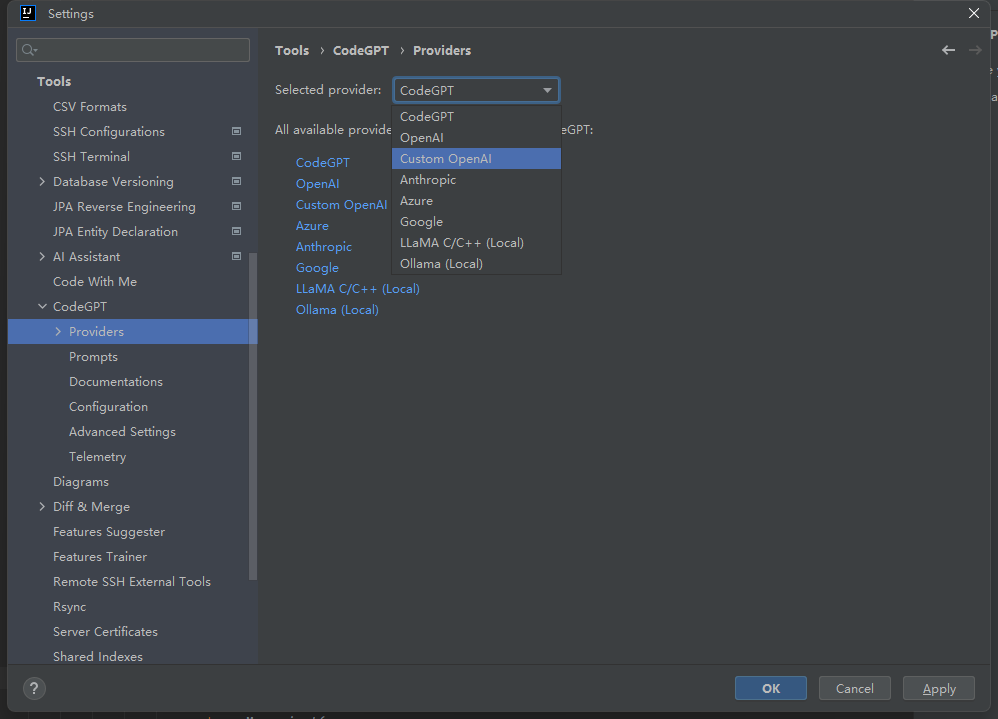 IJ
Settings
Tools
CSV Formats
SSH Configurations
SSH Terminal
Database Versioning
JPA Reverse Engineering
JPA Entity Declaration
AI Assistant
Code With Me
CodeGPT
Providers
Prompts
Documentations
Configuration
Advanced Settings
Telemetry
Diagrams
Diff & Merge
Features Suggester
Features Trainer
Remote SSH External Tools
Rsync
Server Certificates
Shared Indexes
Tools › CodeGPT › Providers
Selected provider: CodeGPT
CodeGPT
OpenAI
Custom OpenAI
Anthropic
Azure
Google
LLaMA C/C++ (Local)
Ollama (Local)
All available provide eGPT:
CodeGPT
OpenAI
Custom OpenAI
Azure
Anthropic
Google
LLaMA C/C++ (Local)
Ollama (Local)
? OK Cancel Apply